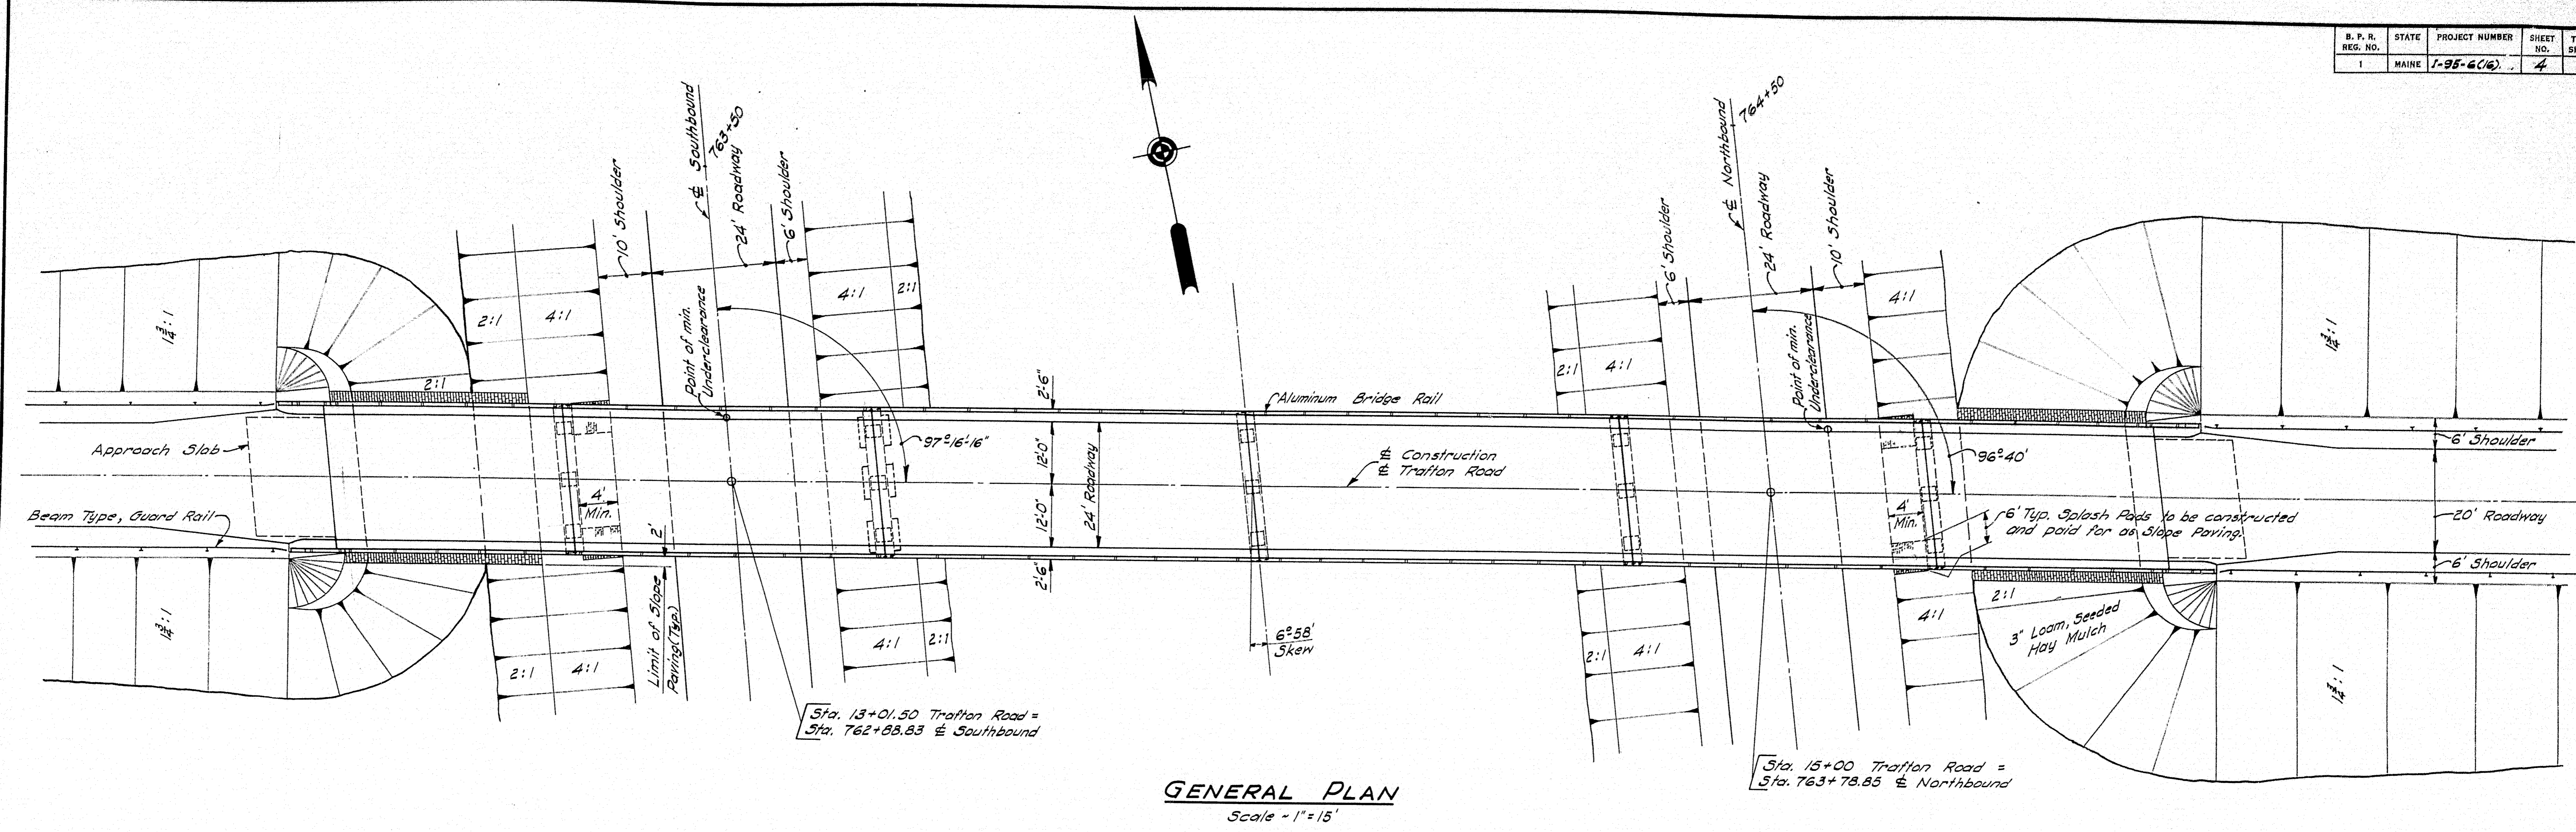 B. P. R. REG. NO. STATE PROJECT NUMBER SHEET NO.
1 MAINE I-95-6(16). 4
℄ Southbound
763+50
10' Shoulder
24' Roadway
6' Shoulder
℄ Northbound
764+50
6' Shoulder
24' Roadway
10' Shoulder
1¾:1
2:1
4:1
2:1
Point of min.
Underclearance
4:1
2:1
2:1
4:1
Point of min.
Underclearance
4:1
1¾:1
2'-6"
Aluminum Bridge Rail
Approach Slab
97°-16'-16"
12'-0"
12'-0"
24' Roadway
℄ Construction
℄ Trafton Road
96°-40'
6' Shoulder
20' Roadway
6' Shoulder
Beam Type, Guard Rail
4'
Min.
2'
2'-6"
4'
Min.
6' Typ. Splash Pads to be constructed
and paid for as Slope Paving.
1¾:1
2:1
4:1
Limit of Slope
Paving (Typ.)
4:1
2:1
6°-58'
Skew
2:1
4:1
4:1
2:1
3" Loam, Seeded
Hay Mulch
1¾:1
Sta. 13+01.50 Trafton Road =
Sta. 762+88.83 ℄ Southbound
Sta. 15+00 Trafton Road =
Sta. 763+78.85 ℄ Northbound
GENERAL PLAN
Scale ~ 1" = 15'